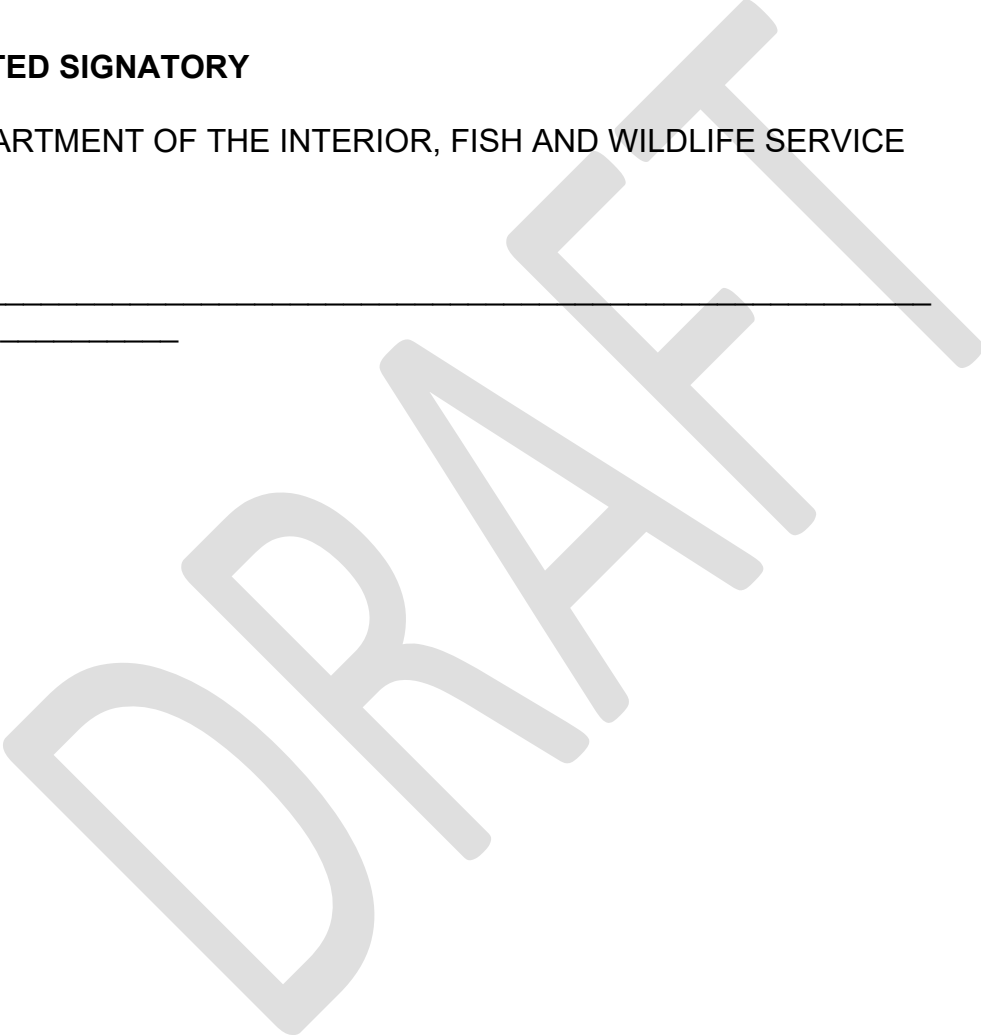 TED SIGNATORY
ARTMENT OF THE INTERIOR, FISH AND WILDLIFE SERVICE
DRAFT